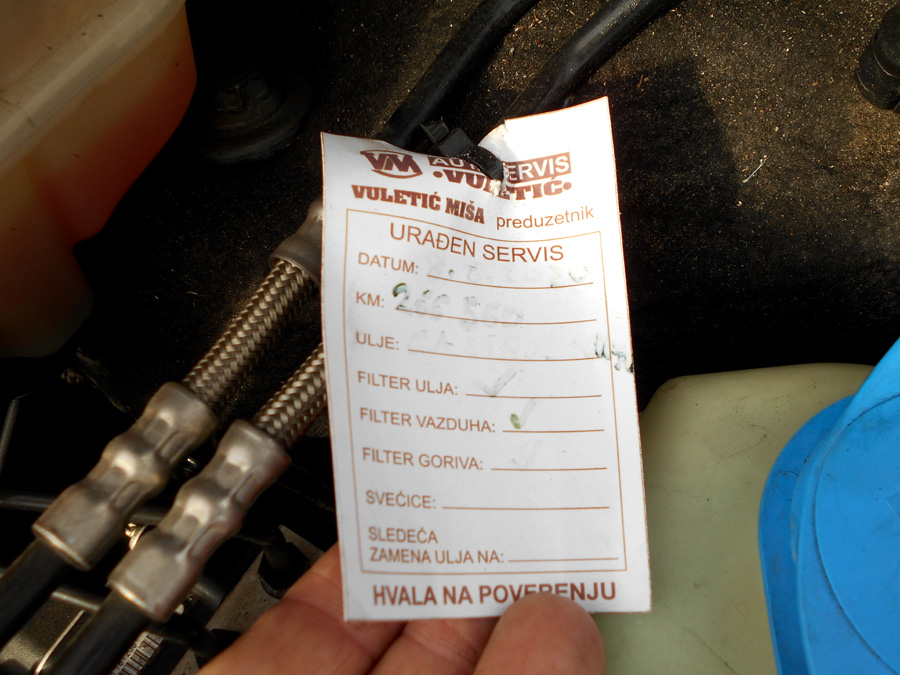 VM AUTO SERVIS
•VULETIĆ•
VULETIĆ MIŠA preduzetnik
URAĐEN SERVIS
DATUM:
KM: 268
ULJE:
FILTER ULJA: ✓
FILTER VAZDUHA: ✓
FILTER GORIVA: ✓
SVEĆICE:
SLEDEĆA
ZAMENA ULJA NA:
HVALA NA POVERENJU